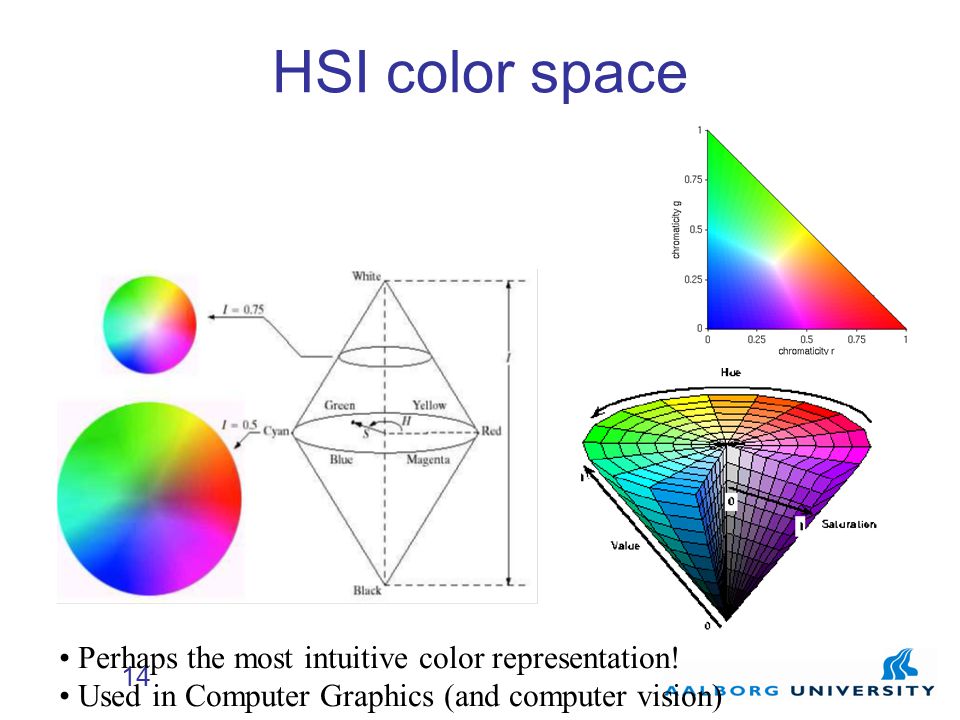 HSI color space
1
0.75
0.5
0.25
0
chromaticity g
0 0.25 0.5 0.75 1
chromaticity r
White
I = 0.75
I
Green Yellow
H
I = 0.5
Cyan
S
Red
Blue Magenta
Black
Hue
1
0
1
Saturation
Value
0
• Perhaps the most intuitive color representation!
14
• Used in Computer Graphics (and computer vision)
AALBORG UNIVERSITY